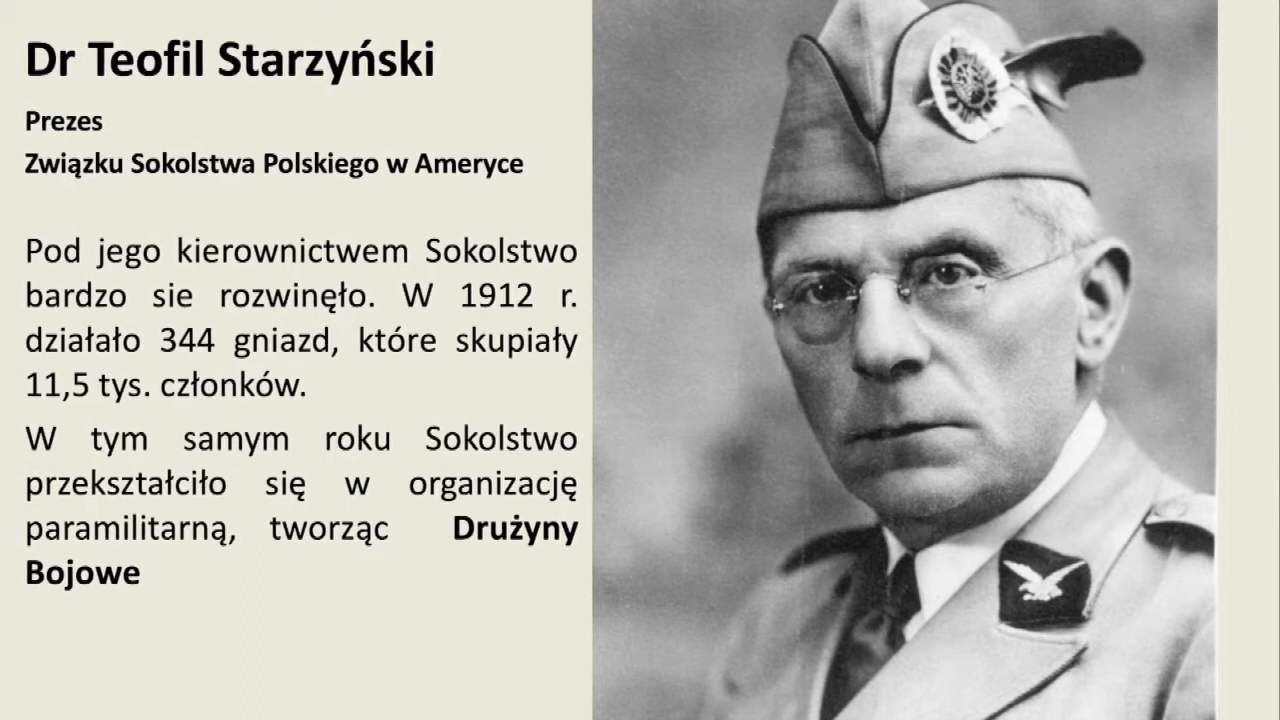 Dr Teofil Starzyński
Prezes
Związku Sokolstwa Polskiego w Ameryce
Pod jego kierownictwem Sokolstwo
bardzo sie rozwinęło. W 1912 r.
działało 344 gniazd, które skupiały
11,5 tys. członków.
W tym samym roku Sokolstwo
przekształciło się w organizację
paramilitarną, tworząc Drużyny
Bojowe